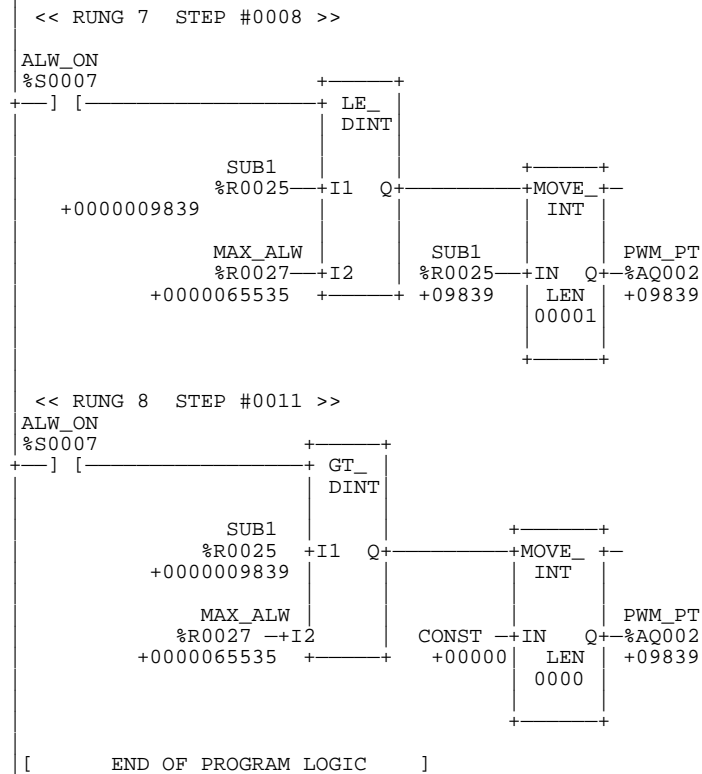 << RUNG 7 STEP #0008 >>
ALW_ON
%S0007
] [ LE_
DINT
SUB1
%R0025 I1 Q MOVE_
+0000009839 INT
MAX_ALW SUB1 PWM_PT
%R0027 I2 %R0025 IN Q %AQ002
+0000065535 +09839 LEN +09839
00001
<< RUNG 8 STEP #0011 >>
ALW_ON
%S0007
] [ GT_
DINT
SUB1
%R0025 I1 Q MOVE_
+0000009839 INT
MAX_ALW PWM_PT
%R0027 I2 CONST IN Q %AQ002
+0000065535 +00000 LEN +09839
0000
[ END OF PROGRAM LOGIC ]